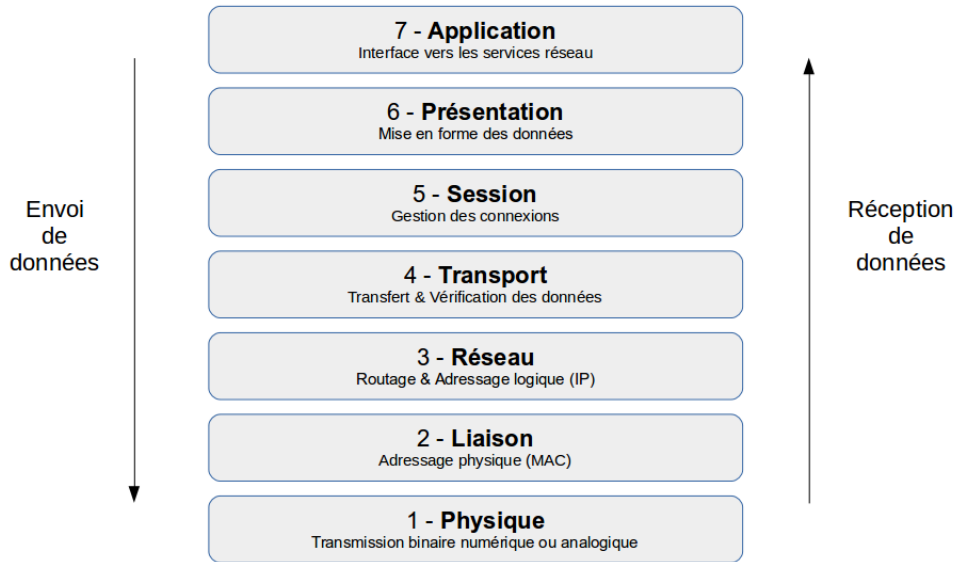 7 - Application
Interface vers les services réseau
6 - Présentation
Mise en forme des données
5 - Session
Gestion des connexions
Envoi
de
données
Réception
de
données
4 - Transport
Transfert & Vérification des données
3 - Réseau
Routage & Adressage logique (IP)
2 - Liaison
Adressage physique (MAC)
1 - Physique
Transmission binaire numérique ou analogique